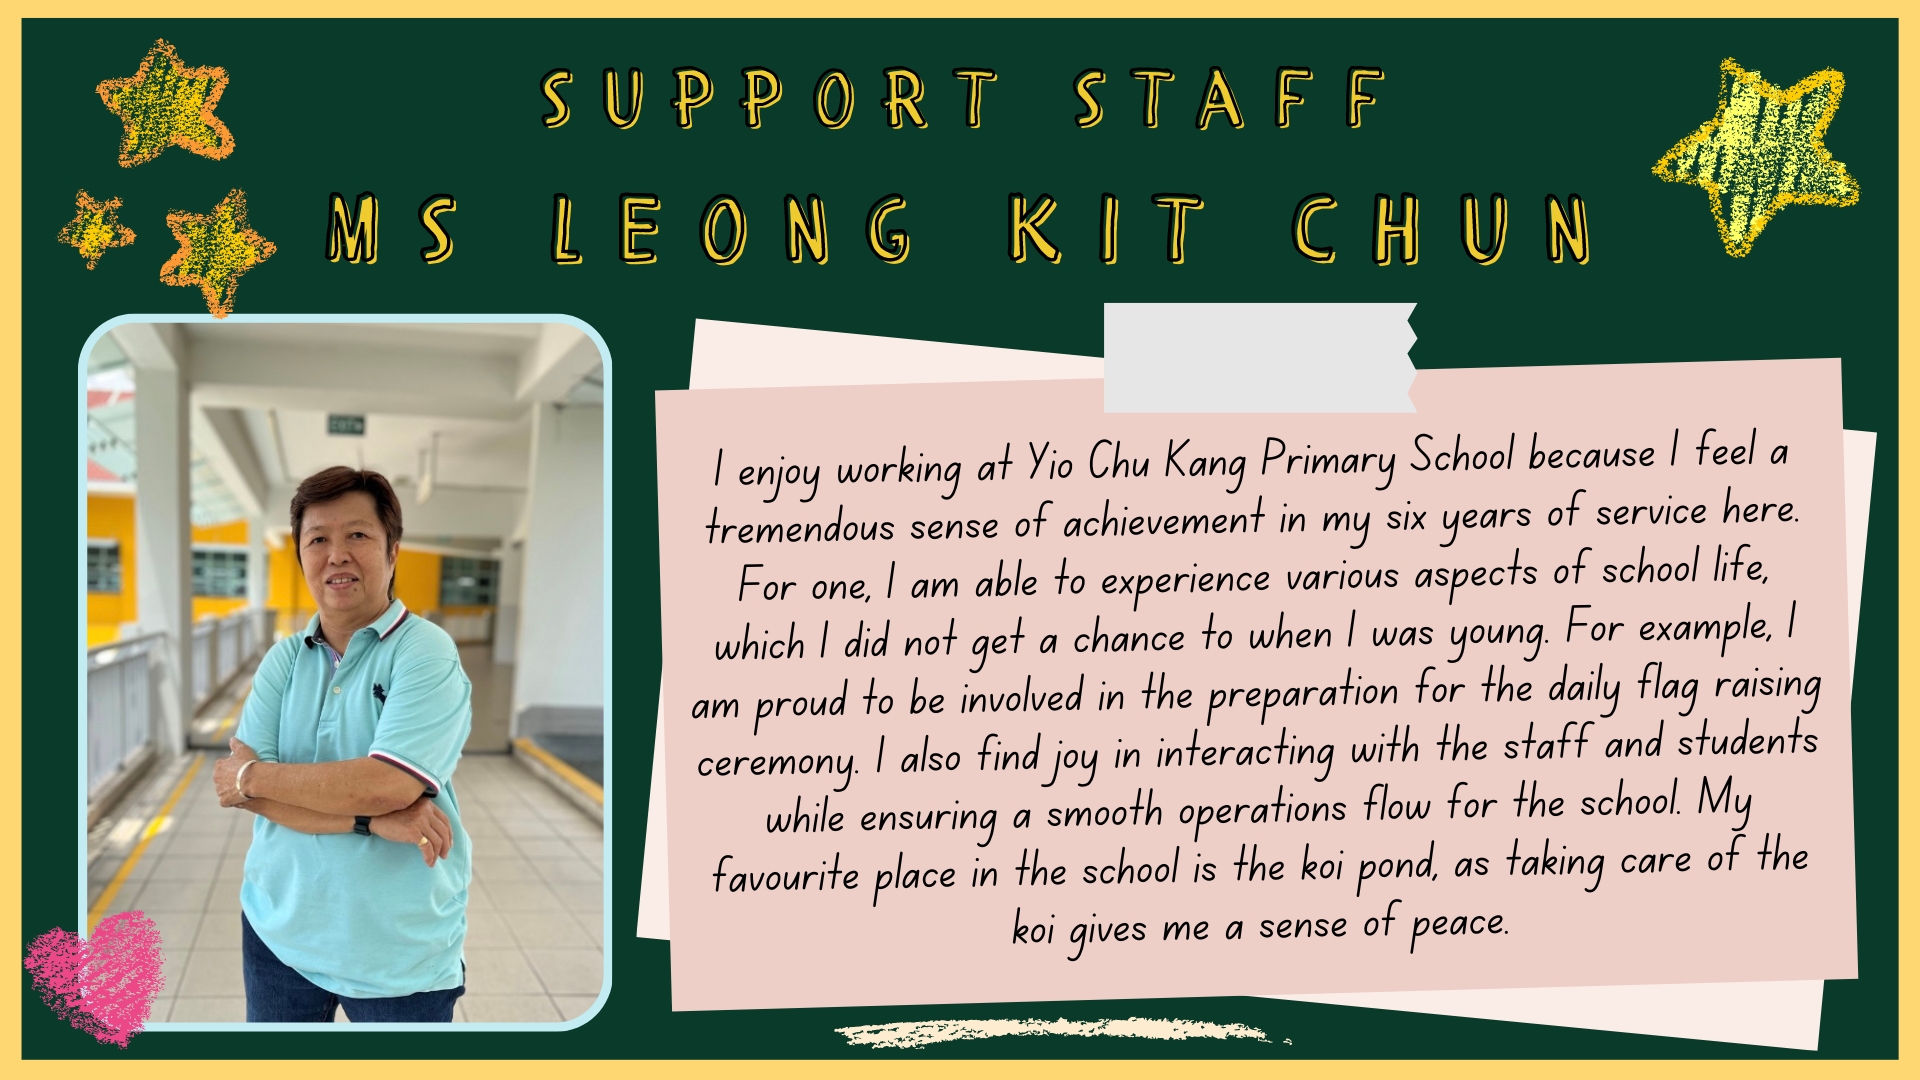 SUPPORT STAFF
MS LEONG KIT CHUN
I enjoy working at Yio Chu Kang Primary School because I feel a
tremendous sense of achievement in my six years of service here.
For one, I am able to experience various aspects of school life,
which I did not get a chance to when I was young. For example, I
am proud to be involved in the preparation for the daily flag raising
ceremony. I also find joy in interacting with the staff and students
while ensuring a smooth operations flow for the school. My
favourite place in the school is the koi pond, as taking care of the
koi gives me a sense of peace.